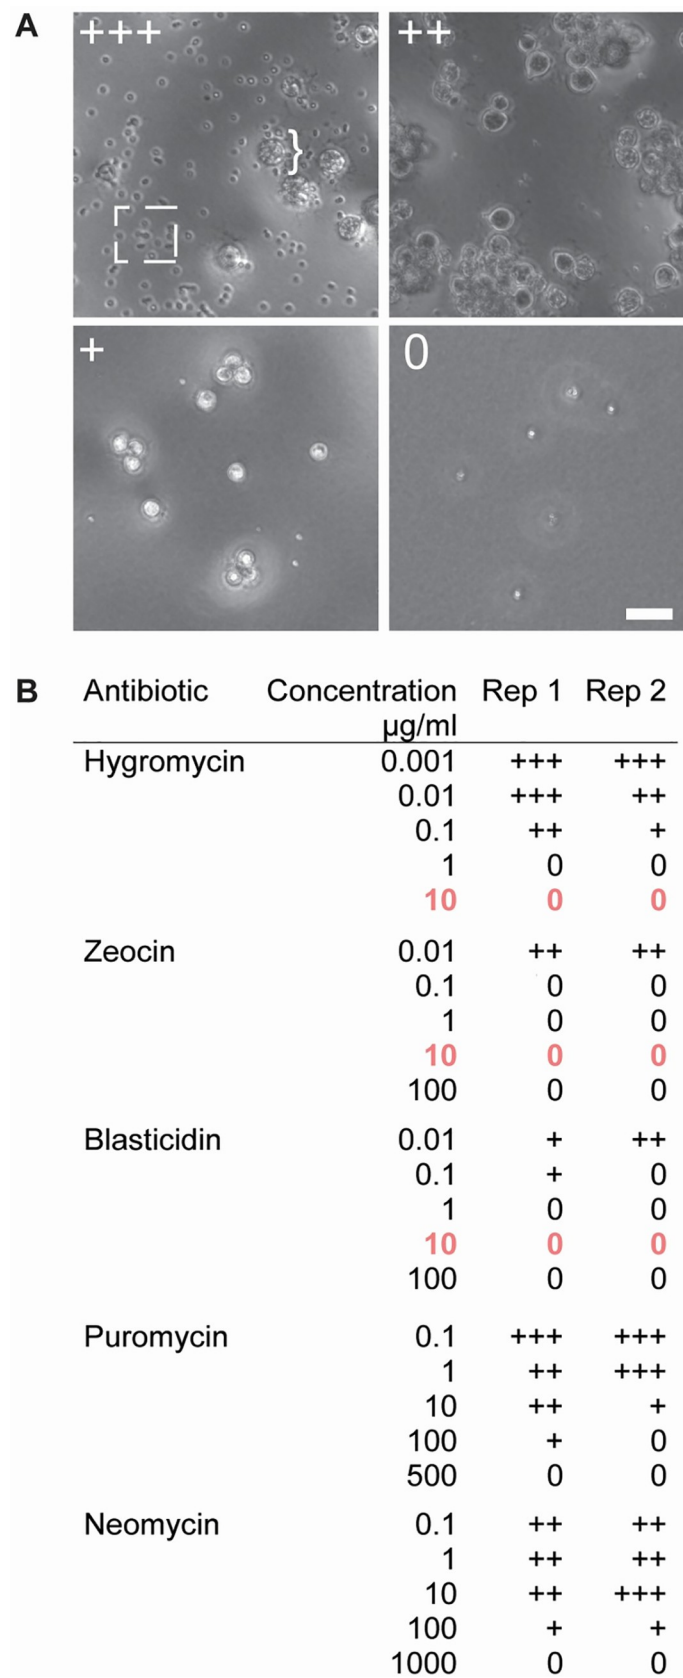 A
+++
++
}
+
0
B Antibiotic Concentration Rep 1 Rep 2
µg/ml
Hygromycin 0.001 +++ +++
0.01 +++ ++
0.1 ++ +
1 0 0
10 0 0
Zeocin 0.01 ++ ++
0.1 0 0
1 0 0
10 0 0
100 0 0
Blasticidin 0.01 + ++
0.1 + 0
1 0 0
10 0 0
100 0 0
Puromycin 0.1 +++ +++
1 ++ +++
10 ++ +
100 + 0
500 0 0
Neomycin 0.1 ++ ++
1 ++ ++
10 ++ +++
100 + +
1000 0 0